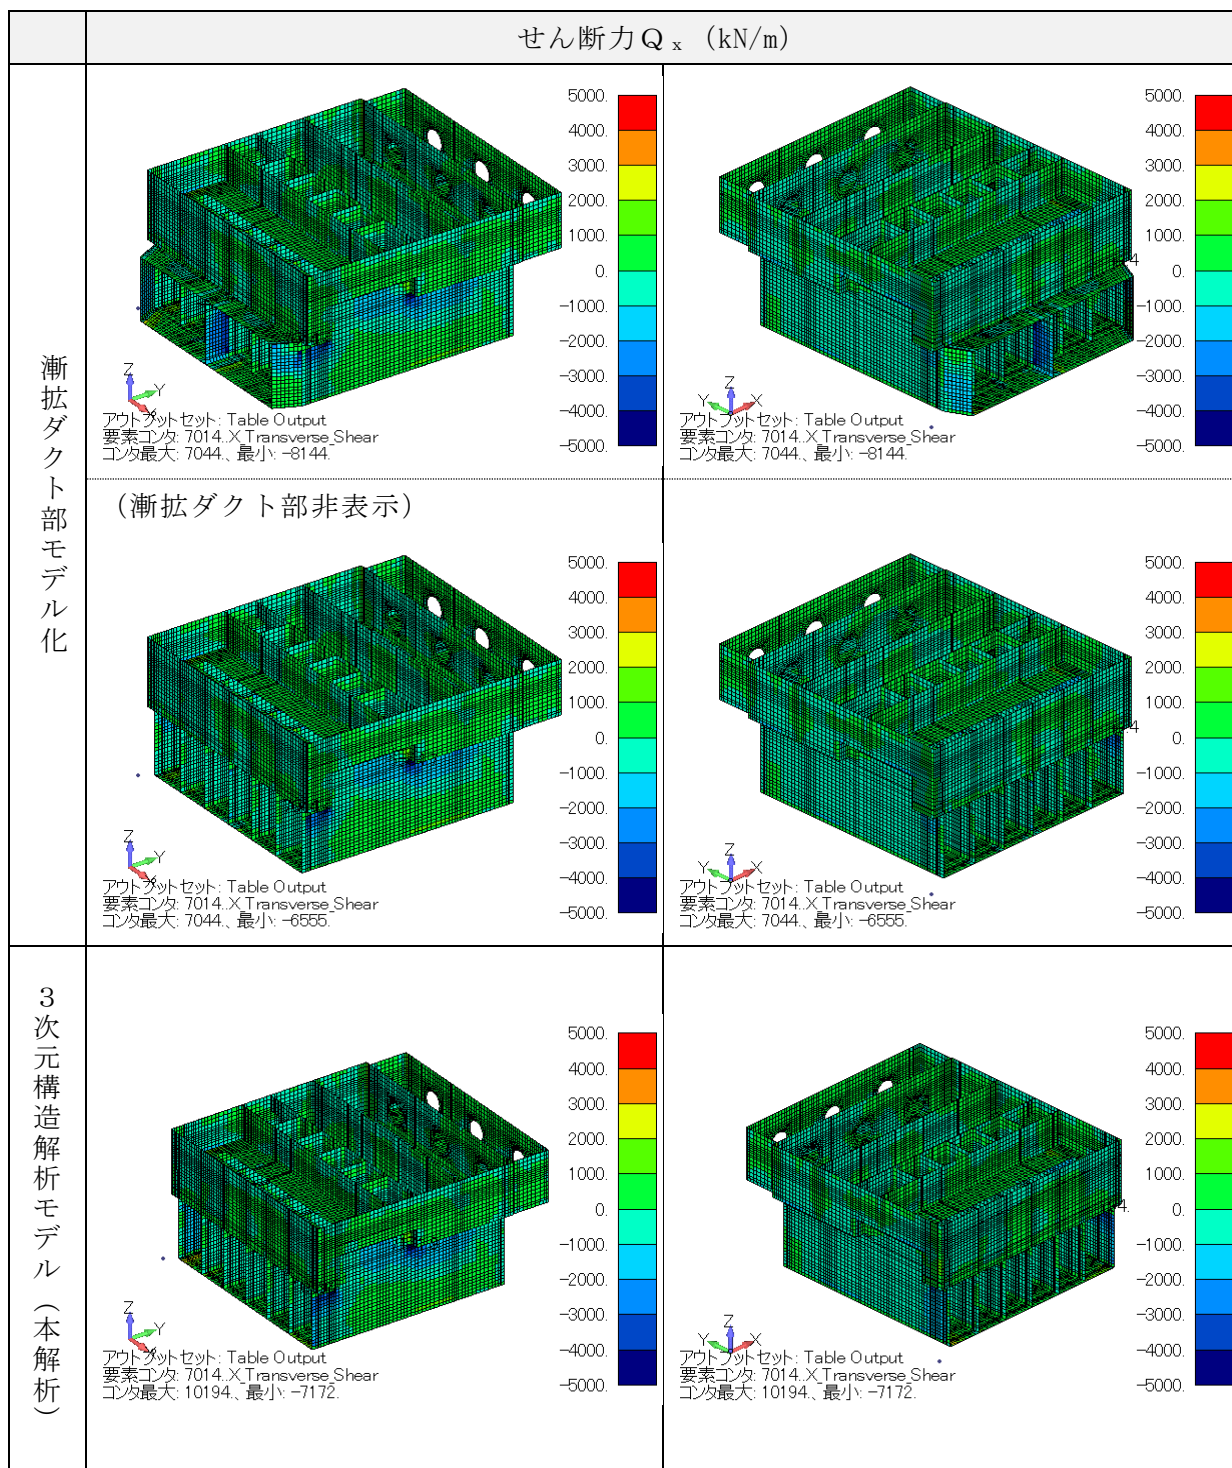 せん断力Ｑｘ (kN/m)
漸拡ダクト部モデル化
5000.
4000.
3000.
2000.
1000.
0.
-1000.
-2000.
-3000.
-4000.
-5000.
Z
Y
X
アウトプットセット: Table Output
要素コンタ: 7014..X Transverse Shear
コンタ最大: 7044.、最小: -8144.
5000.
4000.
3000.
2000.
1000.
0.
-1000.
-2000.
-3000.
-4000.
-5000.
4
Z
Y
X
アウトプットセット: Table Output
要素コンタ: 7014..X Transverse Shear
コンタ最大: 7044.、最小: -8144.
（漸拡ダクト部非表示）
5000.
4000.
3000.
2000.
1000.
0.
-1000.
-2000.
-3000.
-4000.
-5000.
Z
Y
X
アウトプットセット: Table Output
要素コンタ: 7014..X Transverse Shear
コンタ最大: 7044.、最小: -6555.
5000.
4000.
3000.
2000.
1000.
0.
-1000.
-2000.
-3000.
-4000.
-5000.
4
Z
Y
X
アウトプットセット: Table Output
要素コンタ: 7014..X Transverse Shear
コンタ最大: 7044.、最小: -6555.
３次元構造解析モデル（本解析）
5000.
4000.
3000.
2000.
1000.
0.
-1000.
-2000.
-3000.
-4000.
-5000.
Z
Y
X
アウトプットセット: Table Output
要素コンタ: 7014..X Transverse Shear
コンタ最大: 10194.、最小: -7172.
5000.
4000.
3000.
2000.
1000.
0.
-1000.
-2000.
-3000.
-4000.
-5000.
4.
Z
Y
X
アウトプットセット: Table Output
要素コンタ: 7014..X Transverse Shear
コンタ最大: 10194.、最小: -7172.